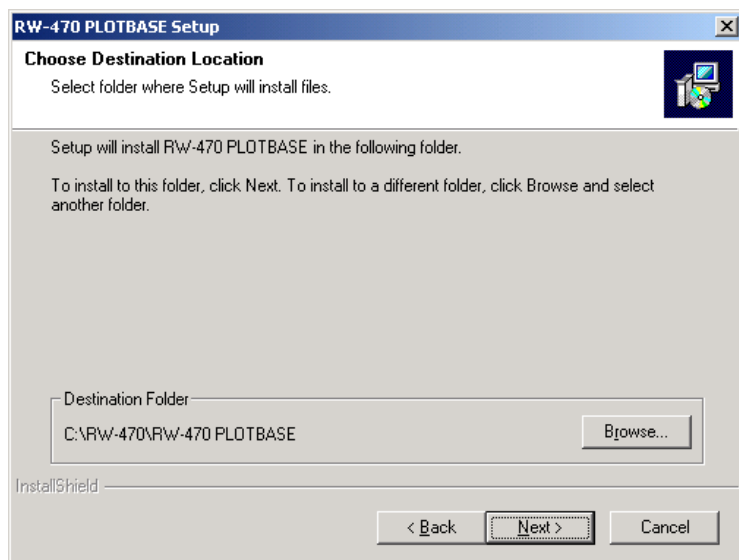 RW-470 PLOTBASE Setup
Choose Destination Location
Select folder where Setup will install files.
Setup will install RW-470 PLOTBASE in the following folder.
To install to this folder, click Next. To install to a different folder, click Browse and select
another folder.
Destination Folder
C:\RW-470\RW-470 PLOTBASE
Browse...
InstallShield
< Back
Next >
Cancel